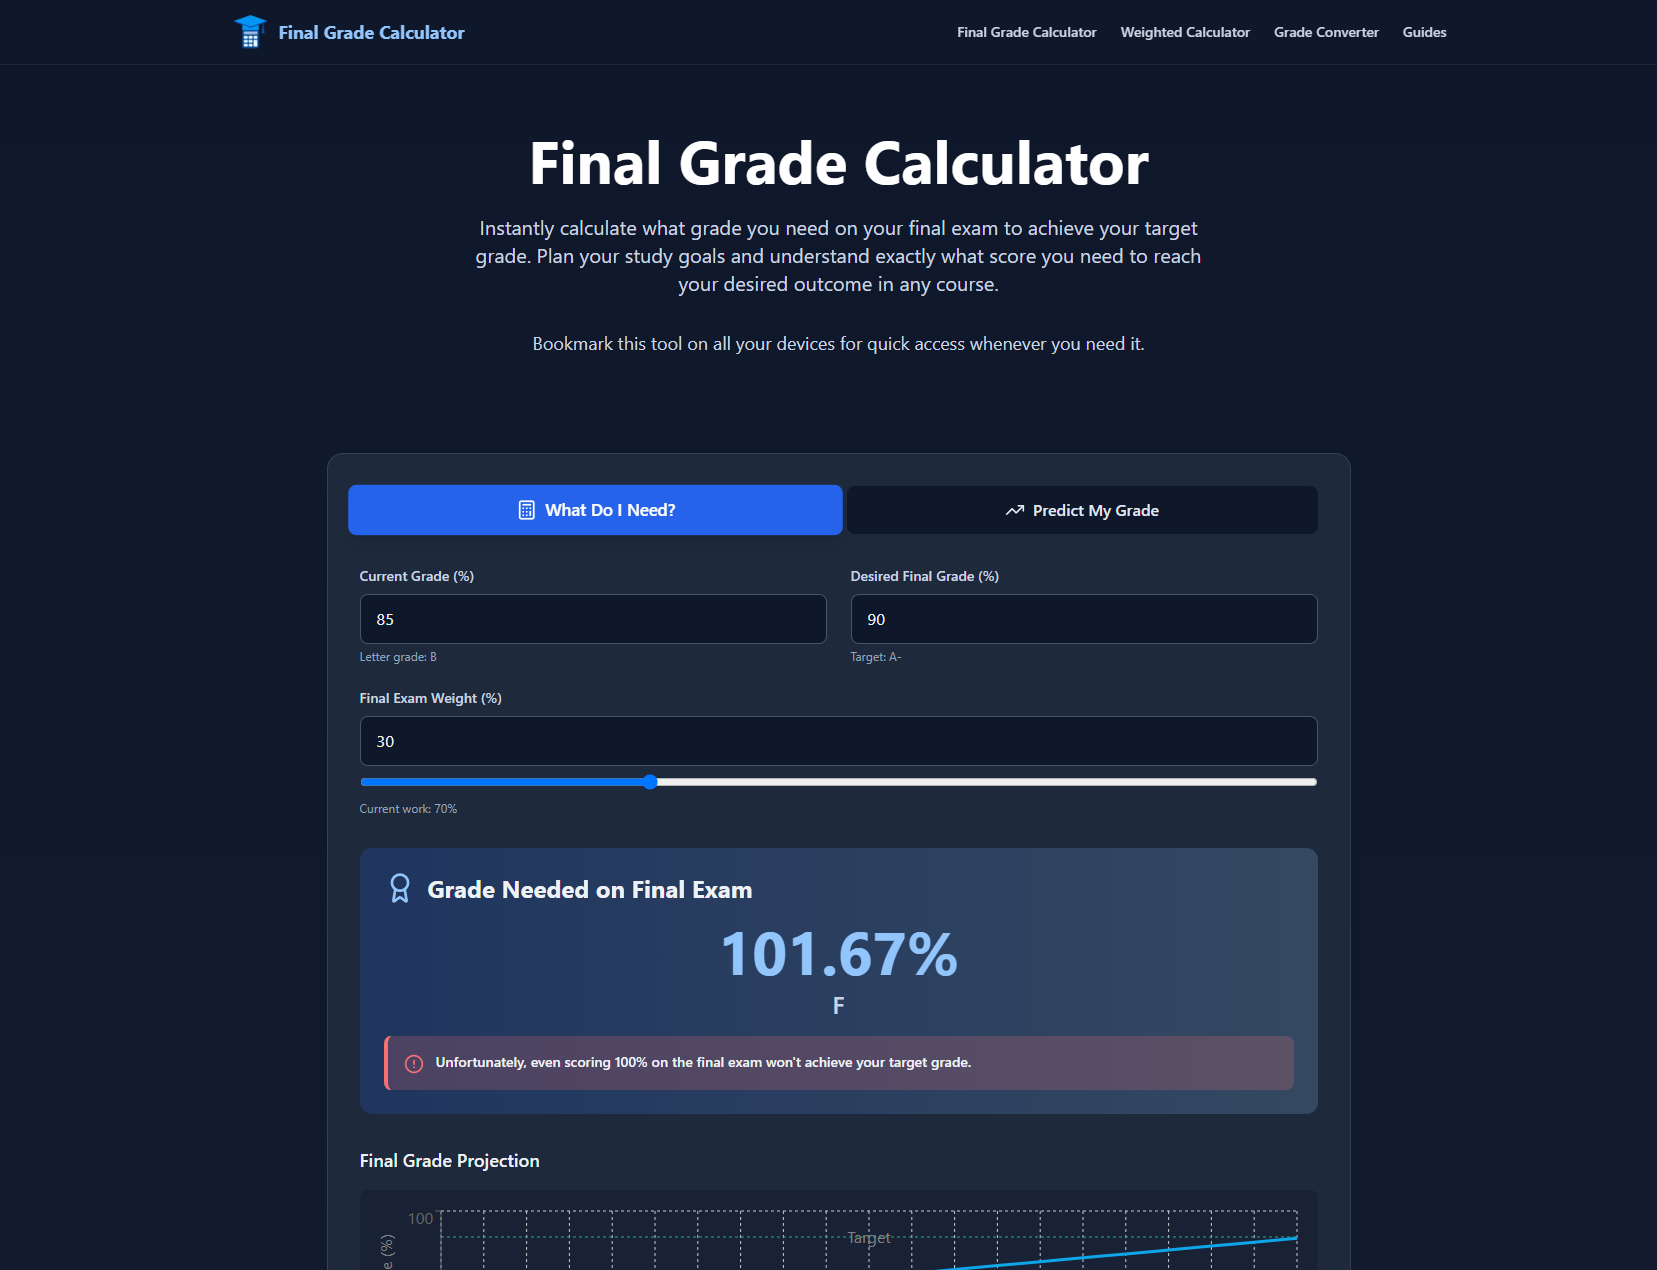 Final Grade Calculator
Final Grade Calculator
Weighted Calculator
Grade Converter
Guides
Final Grade Calculator
Instantly calculate what grade you need on your final exam to achieve your target
grade. Plan your study goals and understand exactly what score you need to reach
your desired outcome in any course.
Bookmark this tool on all your devices for quick access whenever you need it.
What Do I Need?
Predict My Grade
Current Grade (%)
85
Letter grade: B
Desired Final Grade (%)
90
Target: A-
Final Exam Weight (%)
30
Current work: 70%
Grade Needed on Final Exam
101.67%
F
Unfortunately, even scoring 100% on the final exam won't achieve your target grade.
Final Grade Projection
100
Target
(%)